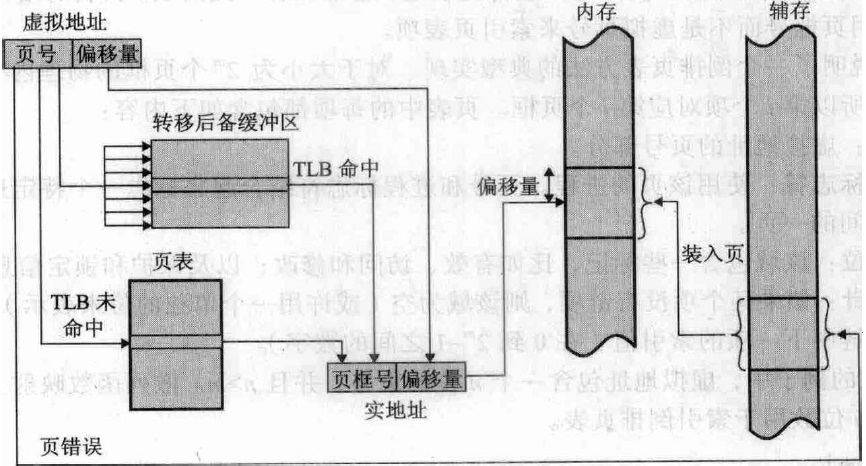 虚拟地址
页号 偏移量
转移后备缓冲区
TLB 命中
页表
TLB 未
命中
页框号 偏移量
实地址
页错误
内存
偏移量
辅存
装入页